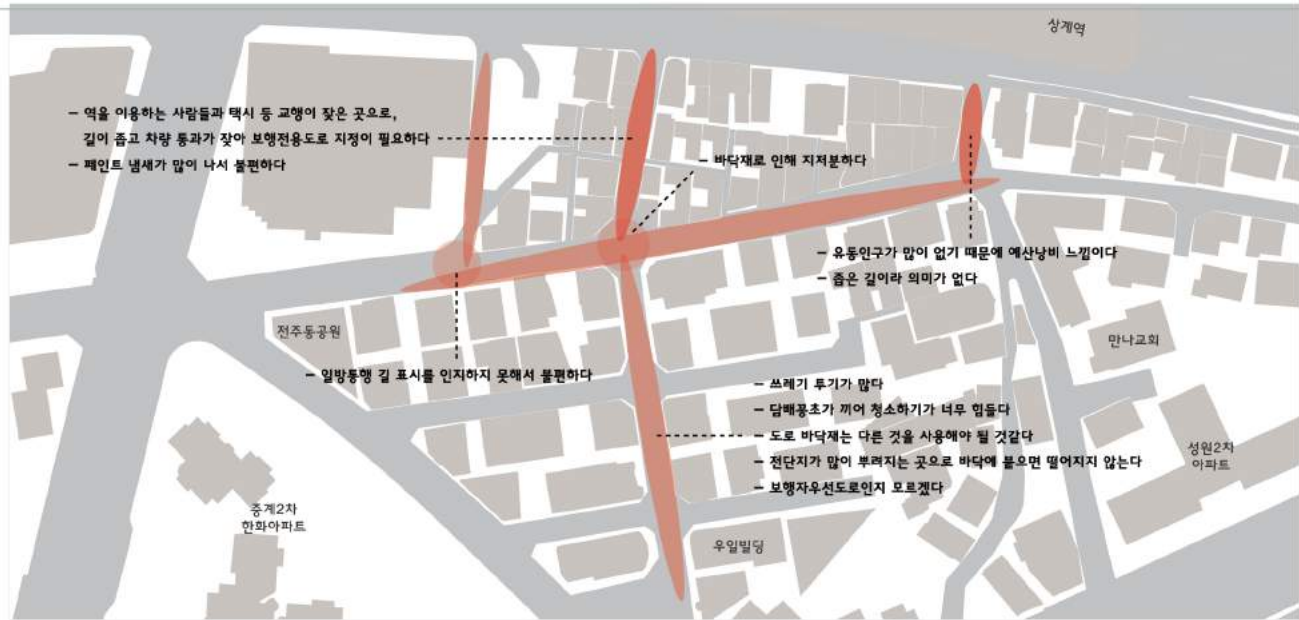 상계역
– 역을 이용하는 사람들과 택시 등 교행이 잦은 곳으로,
길이 좁고 차량 통과가 잦아 보행전용도로 지정이 필요하다
– 페인트 냄새가 많이 나서 불편하다
– 바닥재로 인해 지저분하다
– 유동인구가 많이 없기 때문에 예산낭비 느낌이다
– 좁은 길이라 의미가 없다
전주동공원
만나교회
– 일방통행 길 표시를 인지하지 못해서 불편하다
– 쓰레기 투기가 많다
– 담배꽁초가 끼어 청소하기가 너무 힘들다
– 도로 바닥재는 다른 것을 사용해야 될 것같다
– 전단지가 많이 뿌려지는 곳으로 바닥에 붙으면 떨어지지 않는다
– 보행자우선도로인지 모르겠다
성원2차
아파트
중계2차
한화아파트
우일빌딩